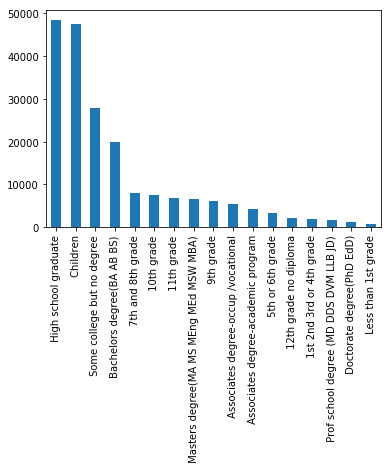 50000
40000
30000
20000
10000
0
High school graduate
Children
Some college but no degree
Bachelors degree(BA AB BS)
7th and 8th grade
10th grade
11th grade
Masters degree(MA MS MEng MEd MSW MBA)
9th grade
Associates degree-occup /vocational
Associates degree-academic program
5th or 6th grade
12th grade no diploma
1st 2nd 3rd or 4th grade
Prof school degree (MD DDS DVM LLB JD)
Doctorate degree(PhD EdD)
Less than 1st grade